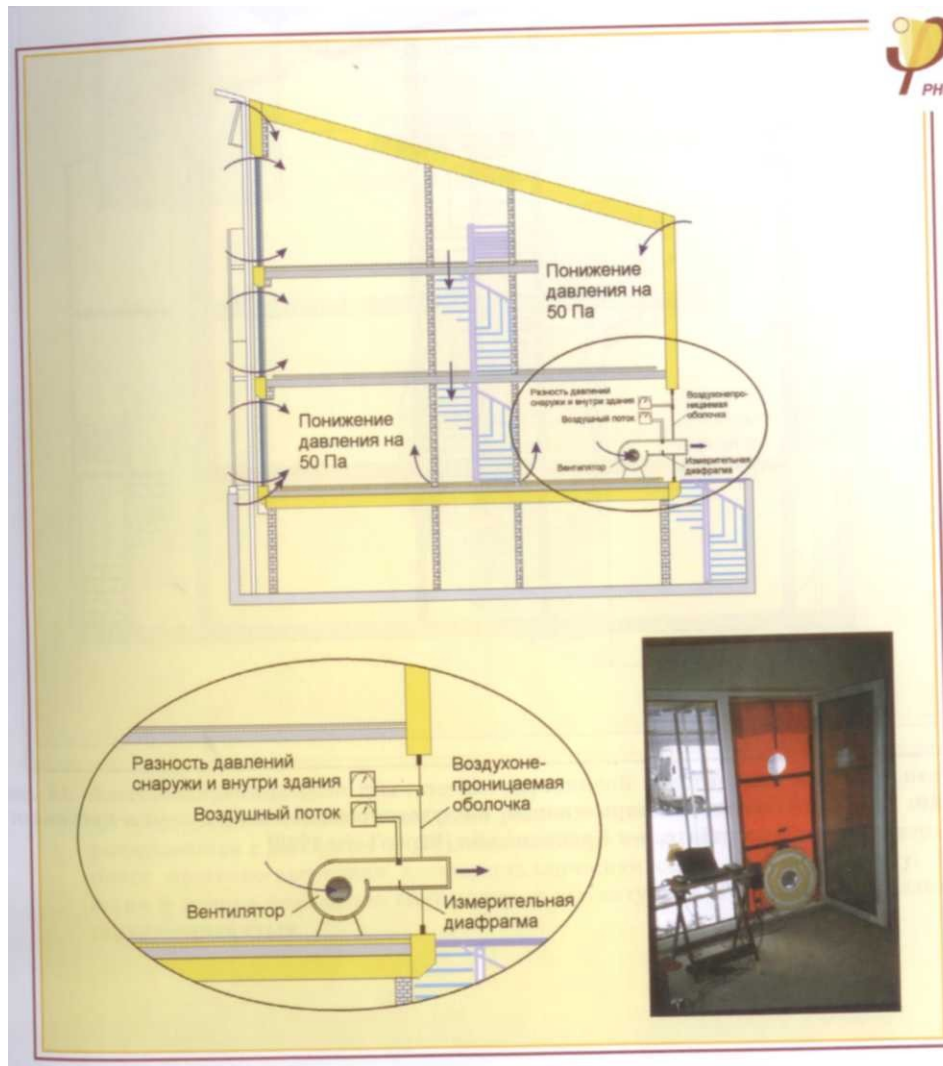 PH
Понижение
давления на
50 Па
Разность давлений
снаружи и внутри здания
Воздухонепро-
ницаемая
оболочка
Воздушный поток
Вентилятор
Измерительная
диафрагма
Понижение
давления на
50 Па
Разность давлений
снаружи и внутри здания
Воздухоне-
проницаемая
оболочка
Воздушный поток
Вентилятор
Измерительная
диафрагма